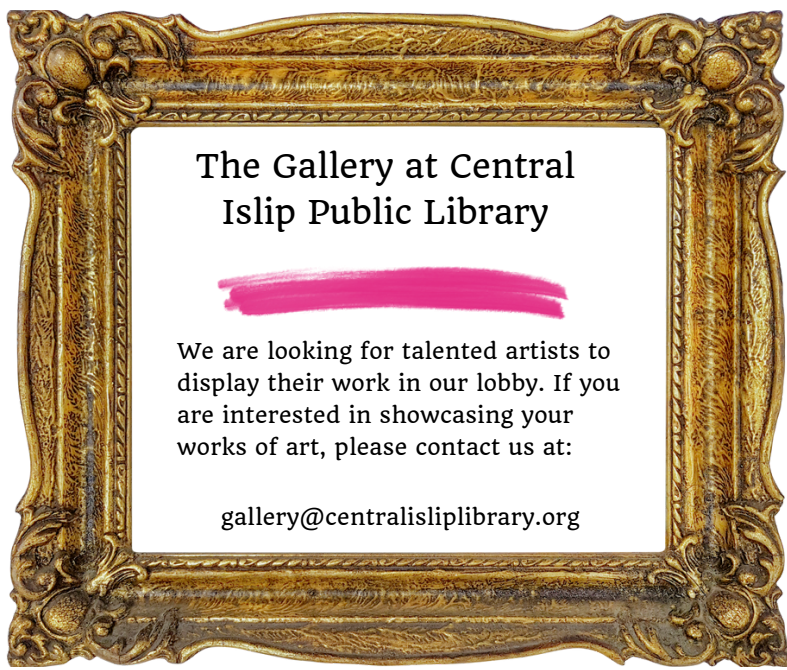 The Gallery at Central
Islip Public Library
We are looking for talented artists to
display their work in our lobby. If you
are interested in showcasing your
works of art, please contact us at:
gallery@centralisliplibrary.org